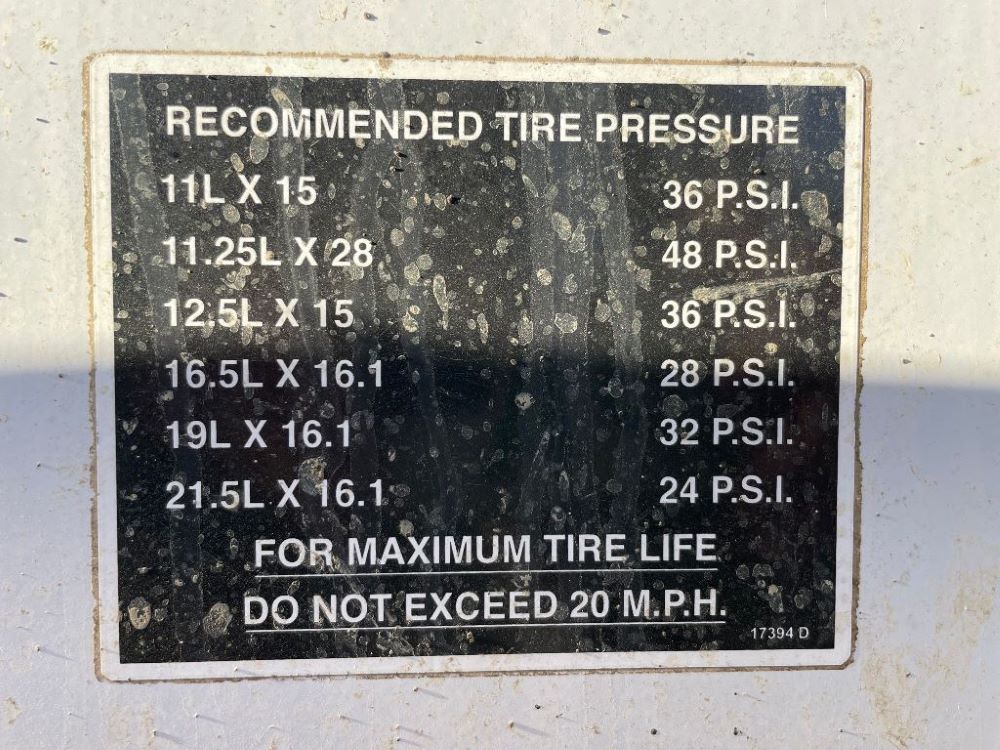 RECOMMENDED TIRE PRESSURE
11L X 15 36 P.S.I.
11.25L X 28 48 P.S.I.
12.5L X 15 36 P.S.I.
16.5L X 16.1 28 P.S.I.
19L X 16.1 32 P.S.I.
21.5L X 16.1 24 P.S.I.
FOR MAXIMUM TIRE LIFE
DO NOT EXCEED 20 M.P.H.
17394 D